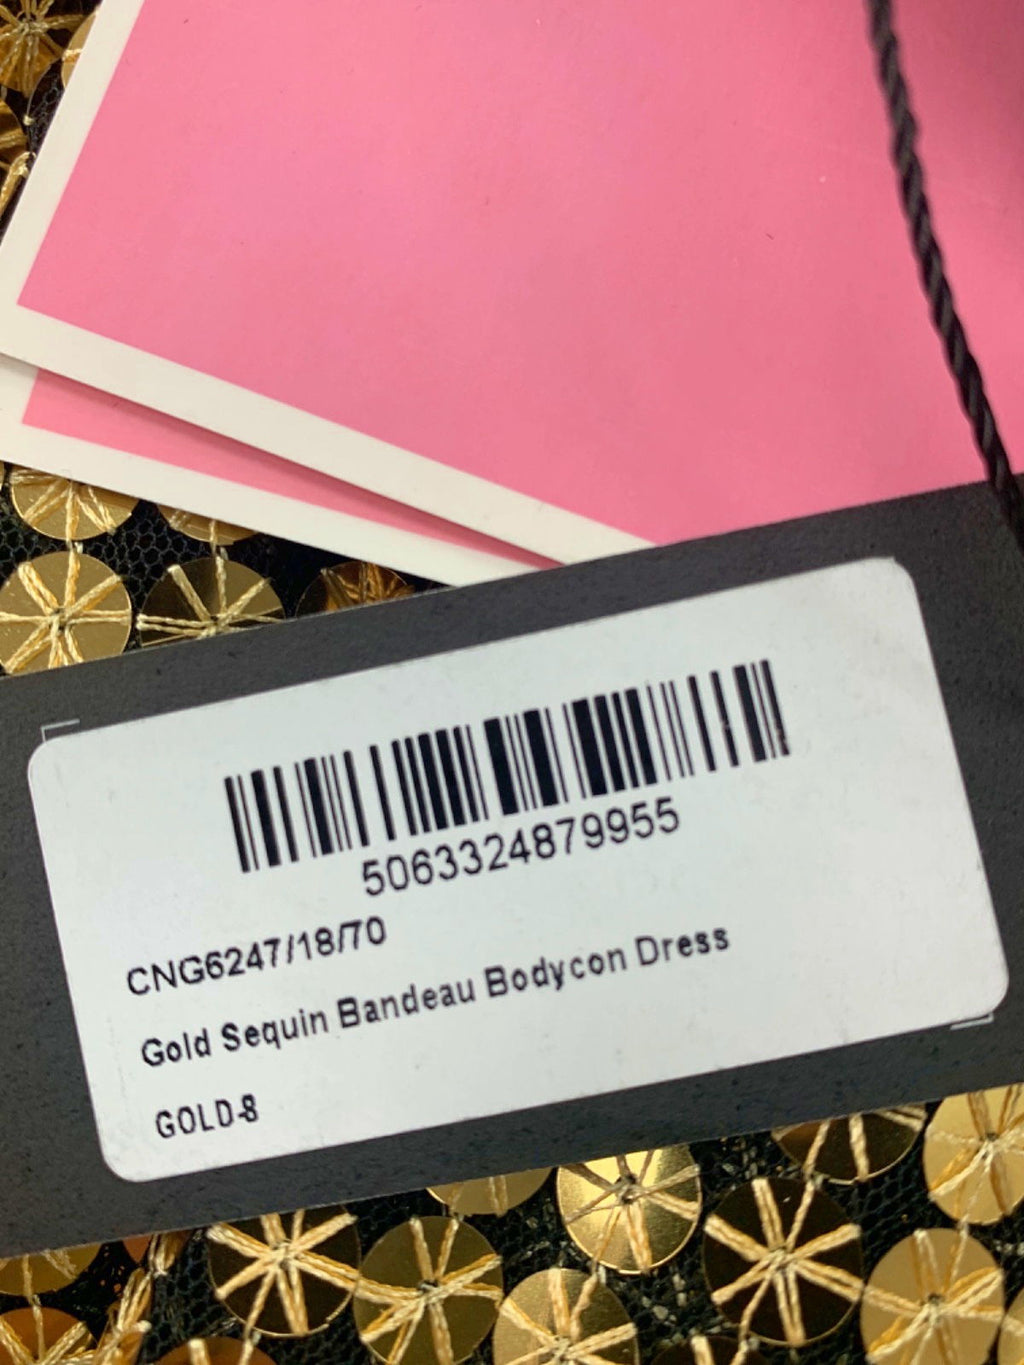 5063324879955
CNG6247/18/70
Gold Sequin Bandeau Bodycon Dress
GOLD-8